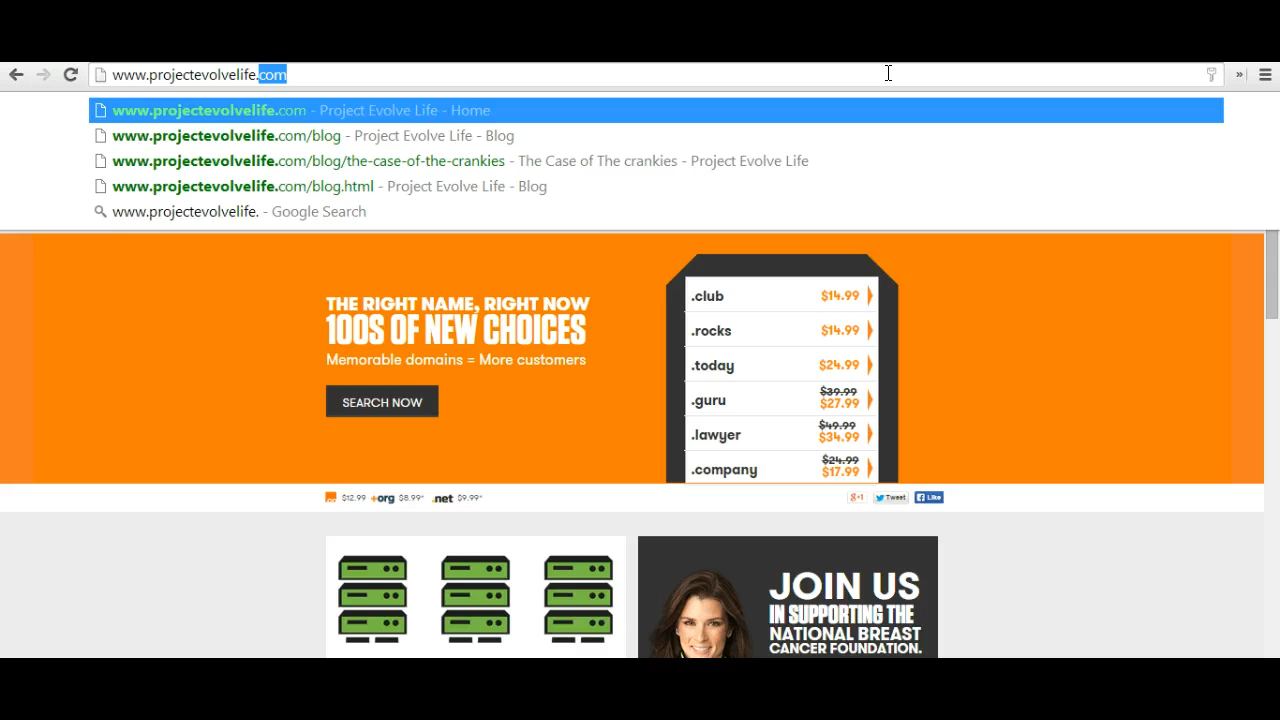 www.projectevolvelife.com
www.projectevolvelife.com - Project Evolve Life - Home
www.projectevolvelife.com/blog - Project Evolve Life - Blog
www.projectevolvelife.com/blog/the-case-of-the-crankies - The Case of The crankies - Project Evolve Life
www.projectevolvelife.com/blog.html - Project Evolve Life - Blog
www.projectevolvelife. - Google Search
THE RIGHT NAME, RIGHT NOW
100S OF NEW CHOICES
Memorable domains = More customers
SEARCH NOW
.club $14.99
.rocks $14.99
.today $24.99
.guru $39.99 $27.99
.lawyer $49.99 $34.99
.company $24.99 $17.99
$12.99 +org $8.99* .net $9.99*
g+1 Tweet Like
JOIN US
IN SUPPORTING THE
NATIONAL BREAST
CANCER FOUNDATION.